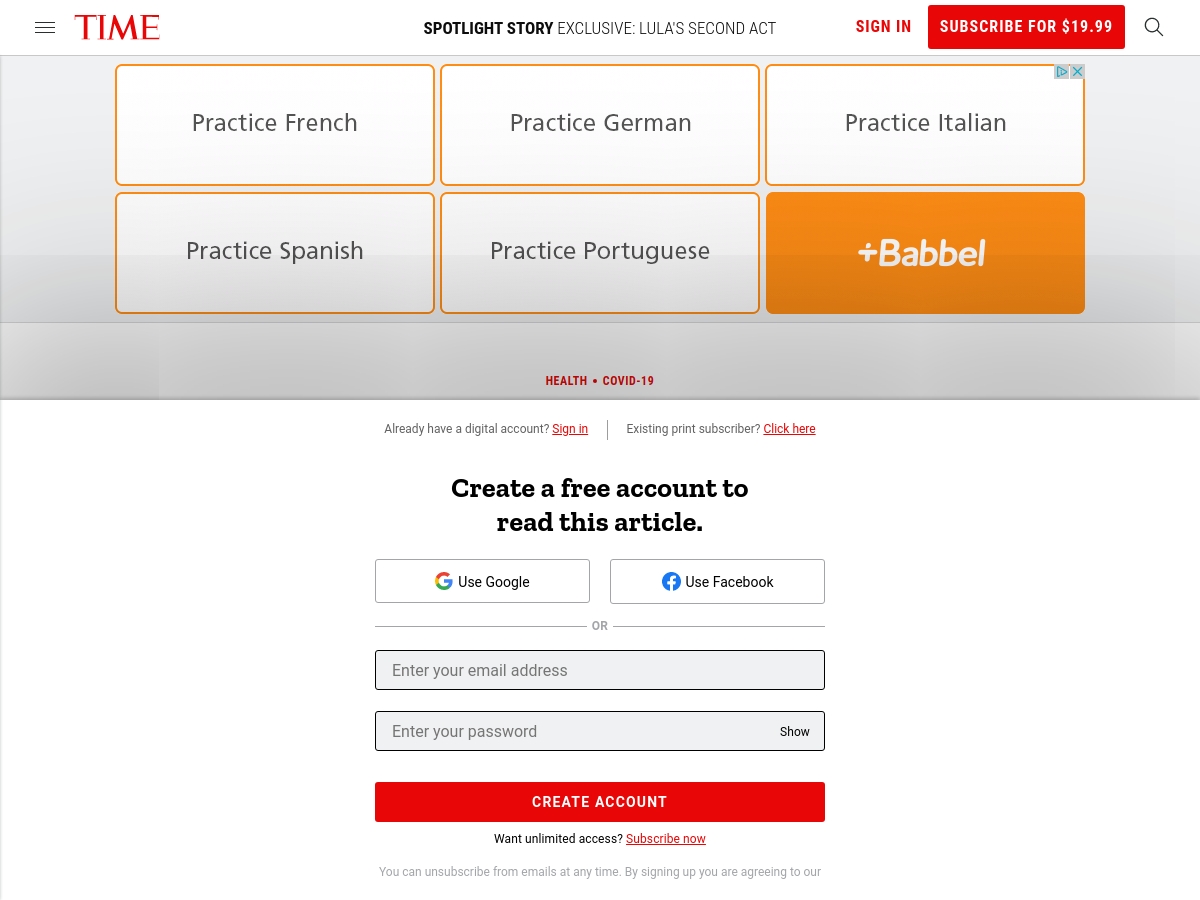 TIME
SPOTLIGHT STORY EXCLUSIVE: LULA'S SECOND ACT
SIGN IN
SUBSCRIBE FOR $19.99
Practice French
Practice German
Practice Italian
Practice Spanish
Practice Portuguese
+Babbel
HEALTH • COVID-19
Already have a digital account? Sign in
Existing print subscriber? Click here
Create a free account to
read this article.
Use Google
Use Facebook
OR
Enter your email address
Enter your password
Show
CREATE ACCOUNT
Want unlimited access? Subscribe now
You can unsubscribe from emails at any time. By signing up you are agreeing to our